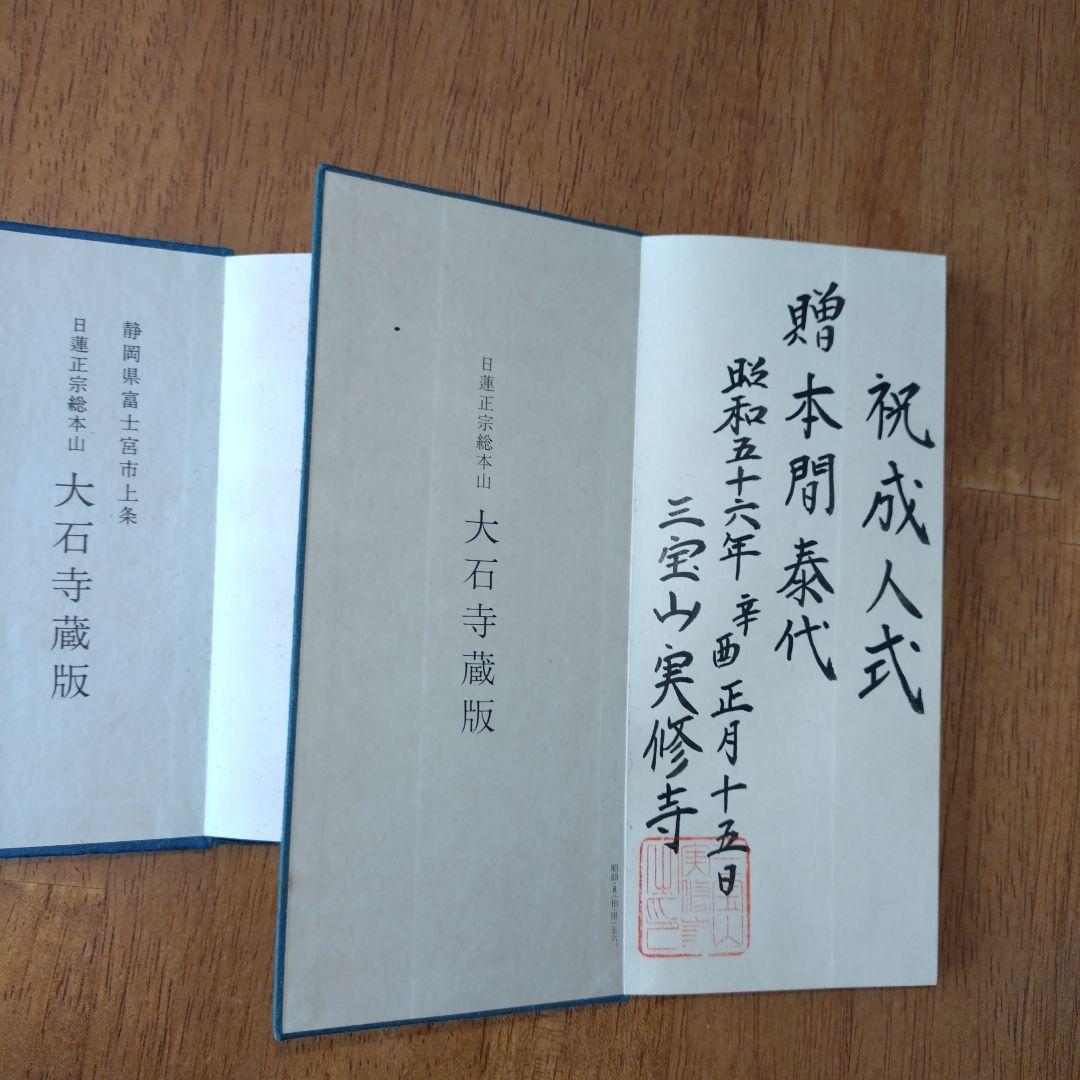 祝成人式
贈 本間泰代
昭和五十六年 辛酉 正月十五日
三宝山実修寺
日蓮正宗総本山 大石寺蔵版
静岡県富士宮市上条
日蓮正宗総本山 大石寺蔵版